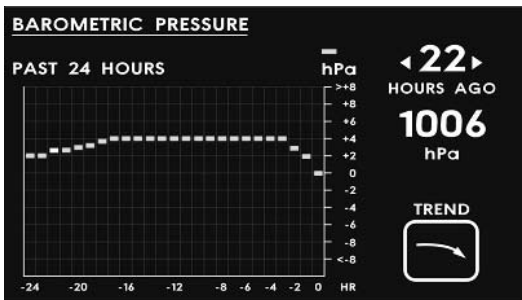 BAROMETRIC PRESSURE
PAST 24 HOURS
hPa
>+8
+8
+6
+4
+2
0
-2
-4
-6
-8
<-8
-24 -20 -16 -12 -8 -6 -4 -2 0 HR
22
HOURS AGO
1006
hPa
TREND